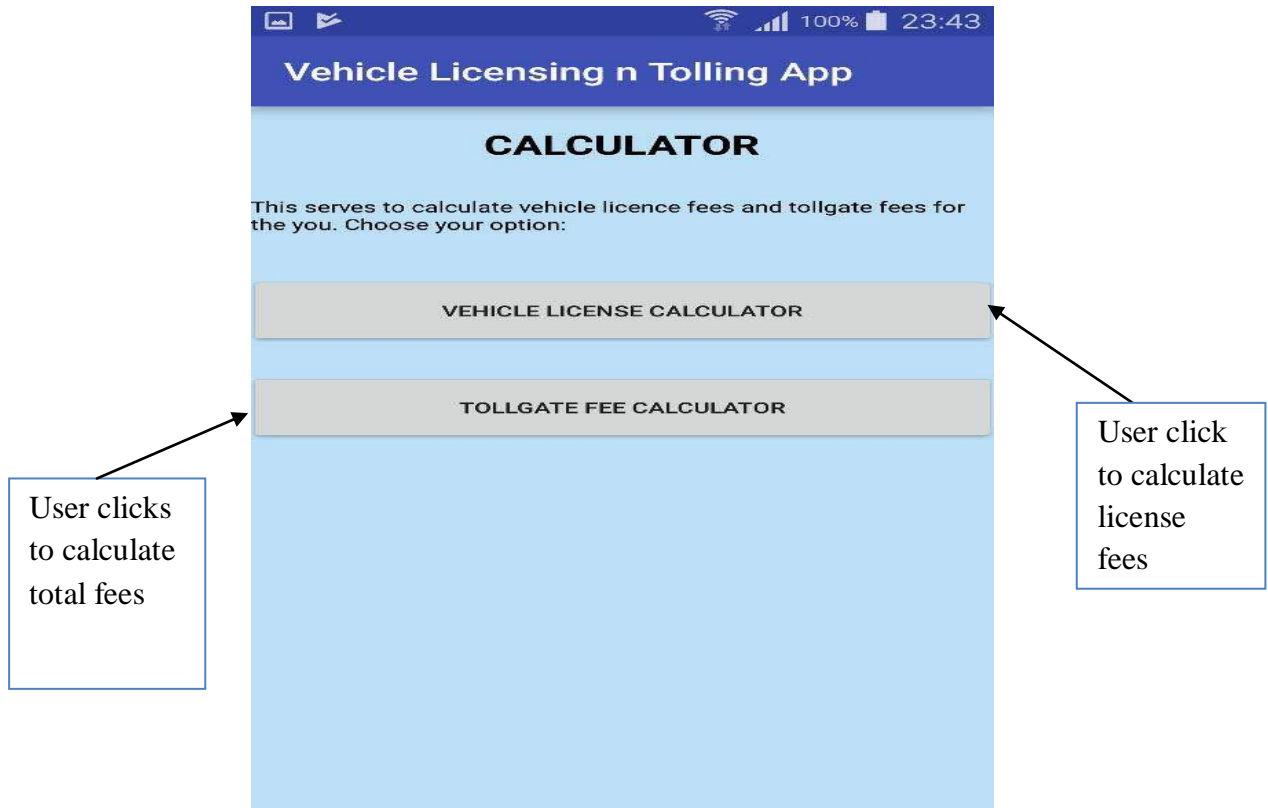 100% 23:43
Vehicle Licensing n Tolling App
CALCULATOR
This serves to calculate vehicle licence fees and tollgate fees for
the you. Choose your option:
VEHICLE LICENSE CALCULATOR
TOLLGATE FEE CALCULATOR
User click
to calculate
license
fees
User clicks
to calculate
total fees